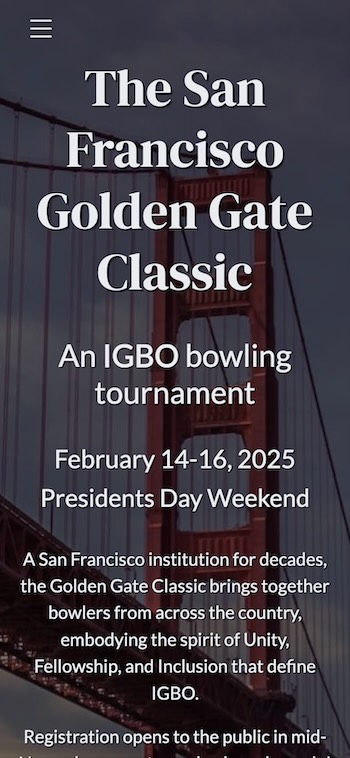 The San
Francisco
Golden Gate
Classic
An IGBO bowling
tournament
February 14-16, 2025
Presidents Day Weekend
A San Francisco institution for decades,
the Golden Gate Classic brings together
bowlers from across the country,
embodying the spirit of Unity,
Fellowship, and Inclusion that define
IGBO.
Registration opens to the public in mid-